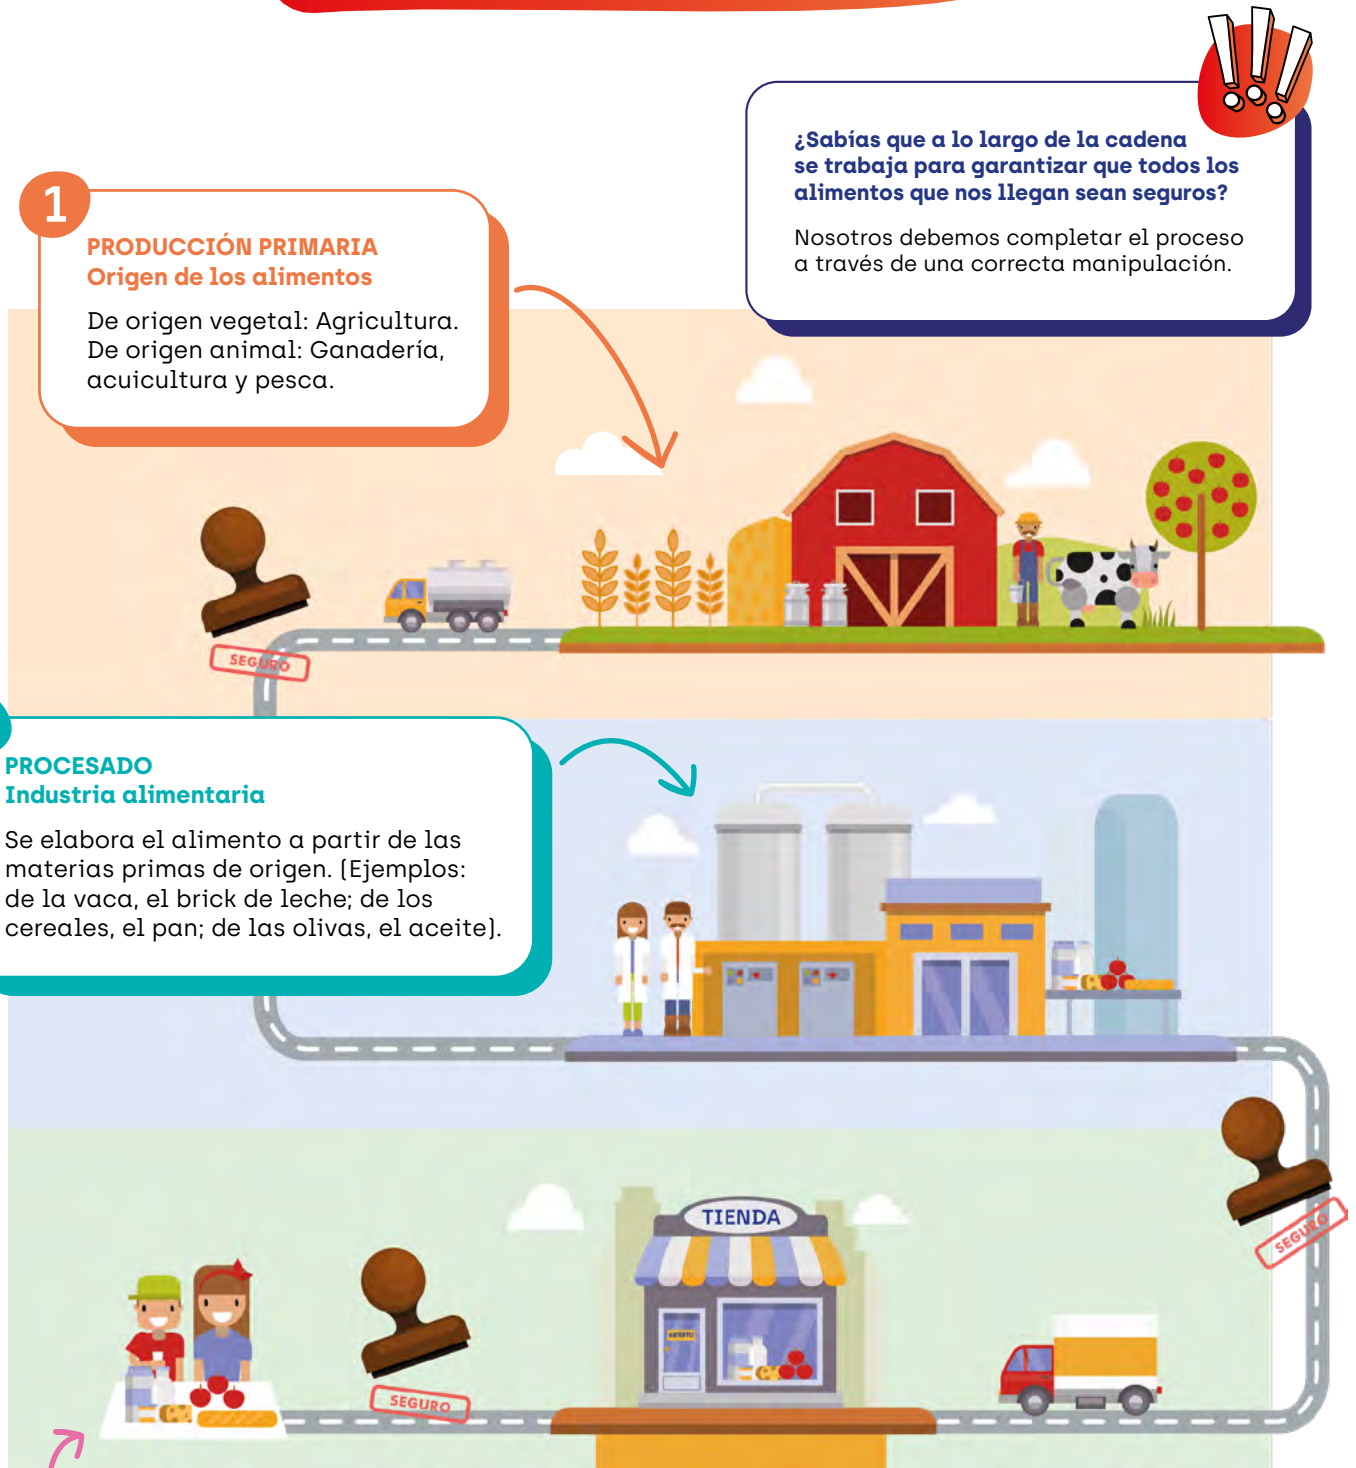 ¿Sabías que a lo largo de la cadena
se trabaja para garantizar que todos los
alimentos que nos llegan sean seguros?
Nosotros debemos completar el proceso
a través de una correcta manipulación.
1
PRODUCCIÓN PRIMARIA
Origen de los alimentos
De origen vegetal: Agricultura.
De origen animal: Ganadería,
acuicultura y pesca.
SEGURO
PROCESADO
Industria alimentaria
Se elabora el alimento a partir de las
materias primas de origen. (Ejemplos:
de la vaca, el brick de leche; de los
cereales, el pan; de las olivas, el aceite).
SEGURO
TIENDA
ABIERTO
SEGURO